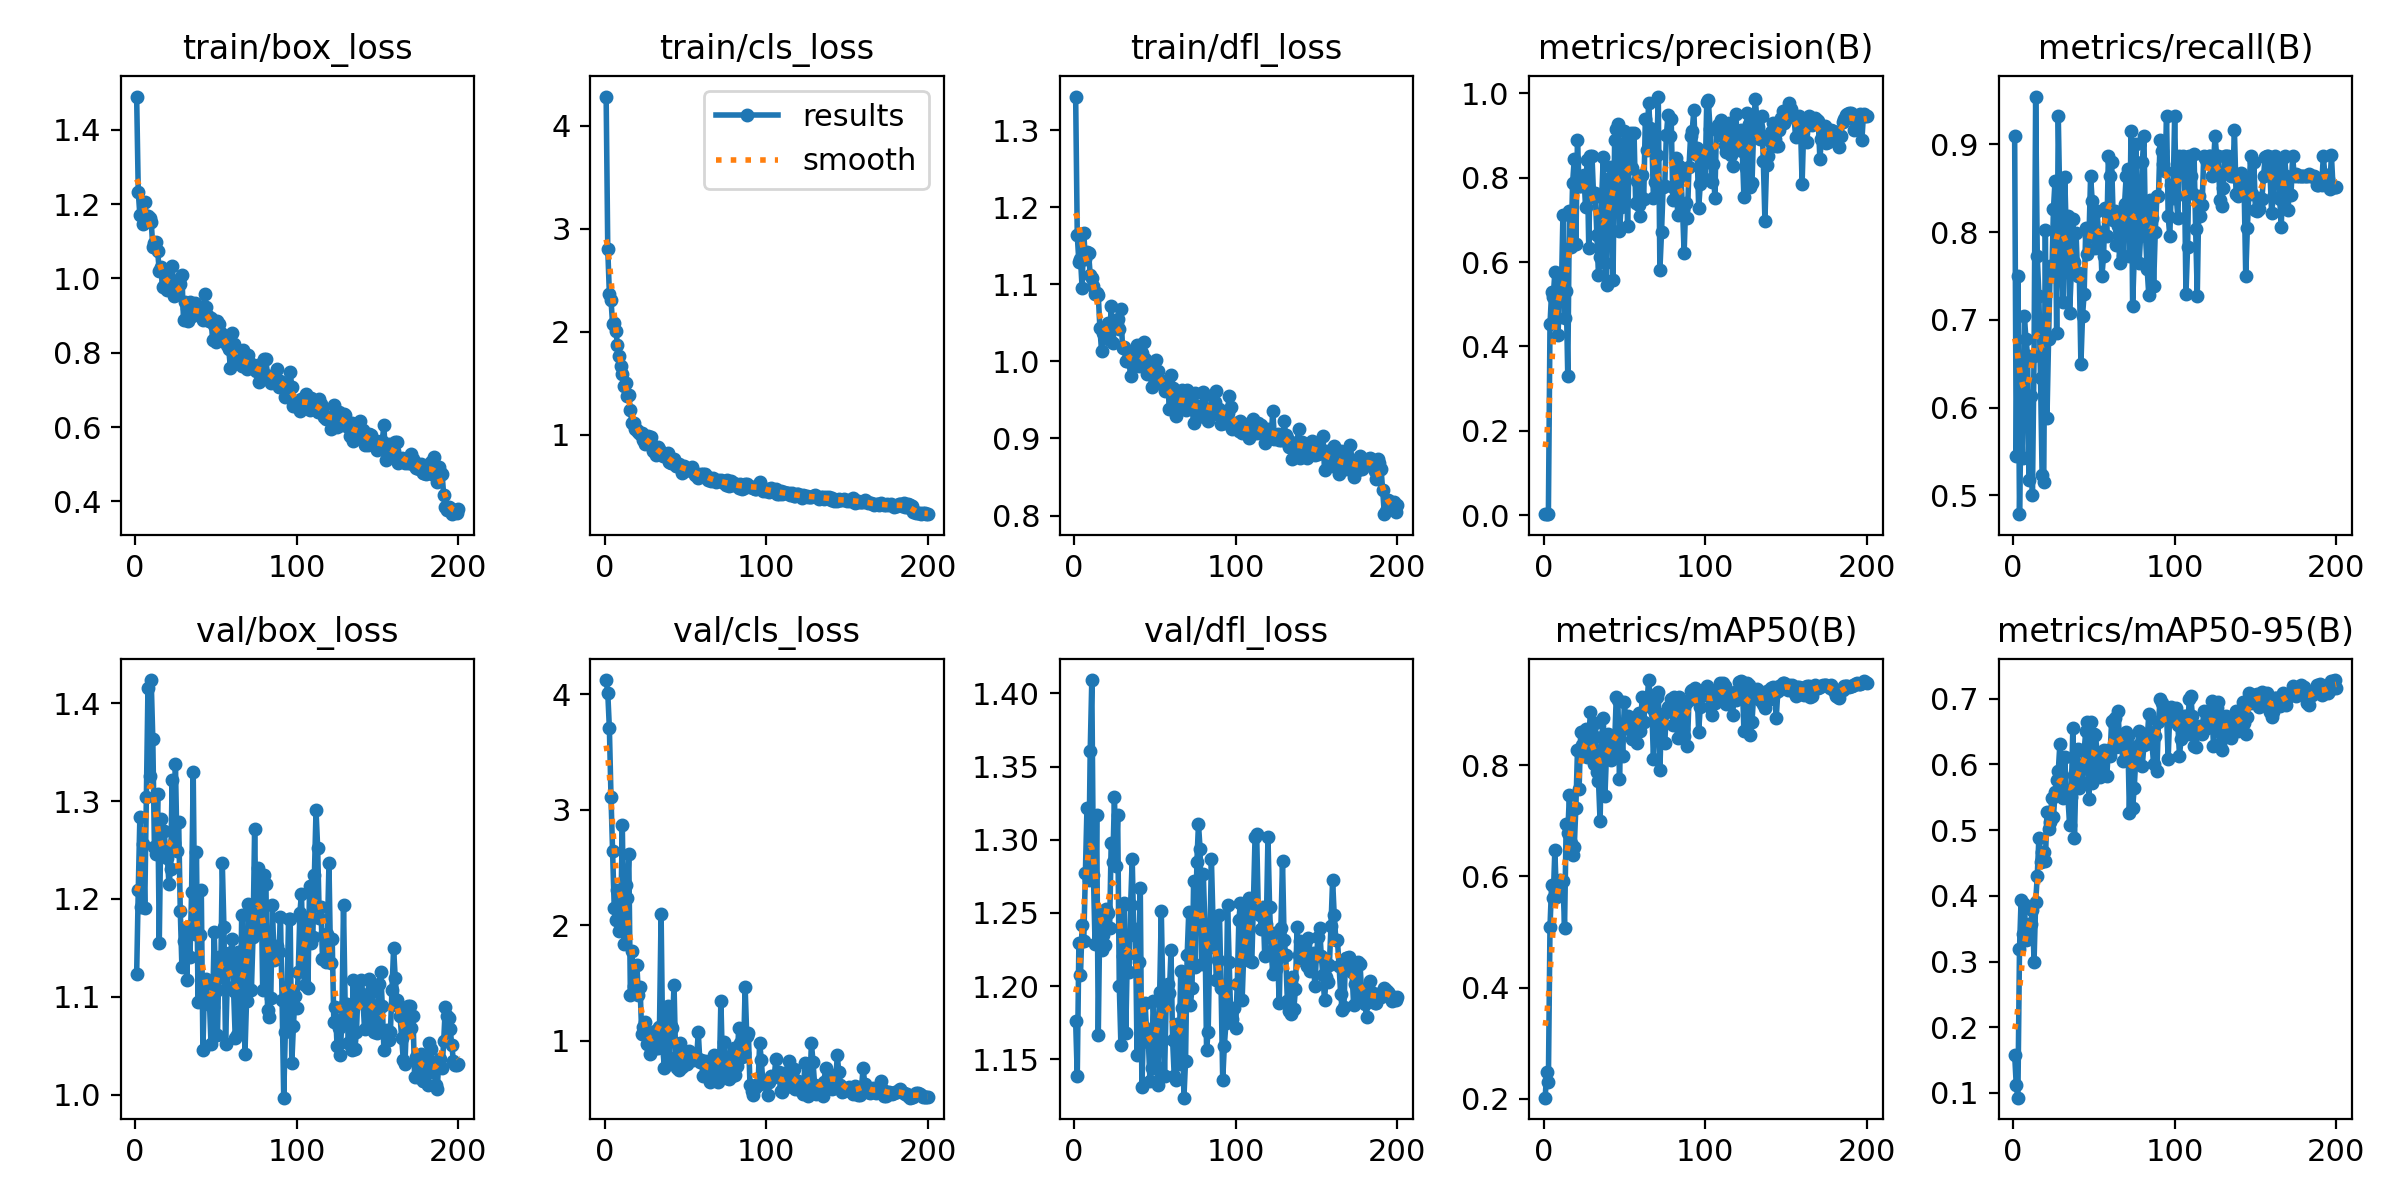 train/box_loss
1.4
1.2
1.0
0.8
0.6
0.4
0 100 200
train/cls_loss
results
smooth
4
3
2
1
0 100 200
train/dfl_loss
1.3
1.2
1.1
1.0
0.9
0.8
0 100 200
metrics/precision(B)
1.0
0.8
0.6
0.4
0.2
0.0
0 100 200
metrics/recall(B)
0.9
0.8
0.7
0.6
0.5
0 100 200
val/box_loss
1.4
1.3
1.2
1.1
1.0
0 100 200
val/cls_loss
4
3
2
1
0 100 200
val/dfl_loss
1.40
1.35
1.30
1.25
1.20
1.15
0 100 200
metrics/mAP50(B)
0.8
0.6
0.4
0.2
0 100 200
metrics/mAP50-95(B)
0.7
0.6
0.5
0.4
0.3
0.2
0.1
0 100 200